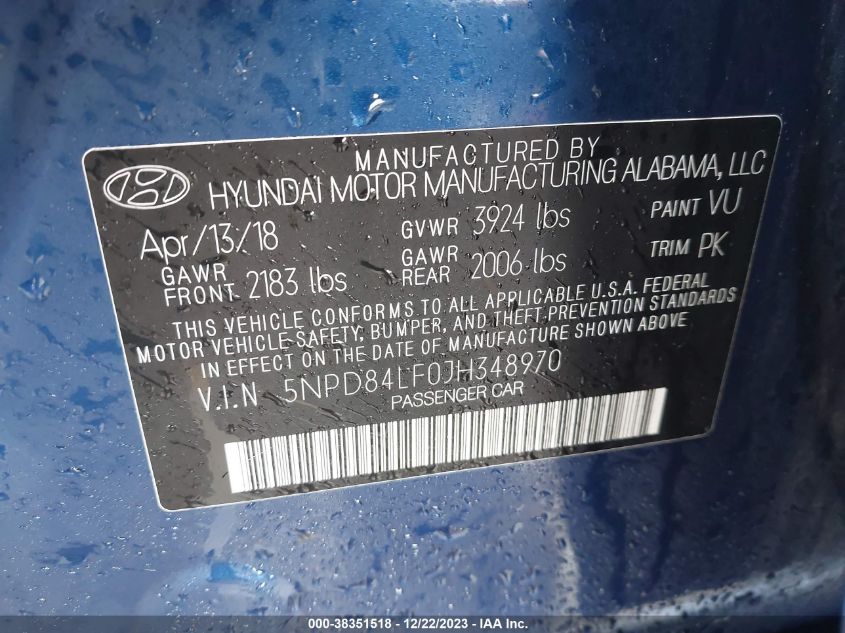 MANUFACTURED BY
HYUNDAI MOTOR MANUFACTURING ALABAMA, LLC
Apr/13/18 GVWR 3924 lbs PAINT VU
GAWR FRONT 2183 lbs GAWR REAR 2006 lbs TRIM PK
THIS VEHICLE CONFORMS TO ALL APPLICABLE U.S.A. FEDERAL
MOTOR VEHICLE SAFETY, BUMPER, AND THEFT PREVENTION STANDARDS
IN EFFECT ON THE DATE OF MANUFACTURE SHOWN ABOVE
V.I.N 5NPD84LF0JH348970
PASSENGER CAR
000-38351518 - 12/22/2023 - IAA Inc.